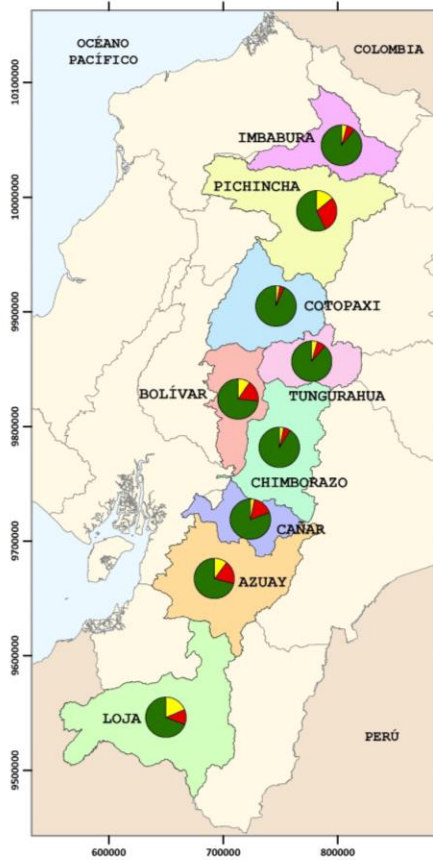 OCÉANO
PACÍFICO
COLOMBIA
IMBABURA
PICHINCHA
COTOPAXI
TUNGURAHUA
BOLÍVAR
CHIMBORAZO
CAÑAR
AZUAY
LOJA
PERÚ
10100000
10000000
9900000
9800000
9700000
9600000
9500000
600000
700000
800000